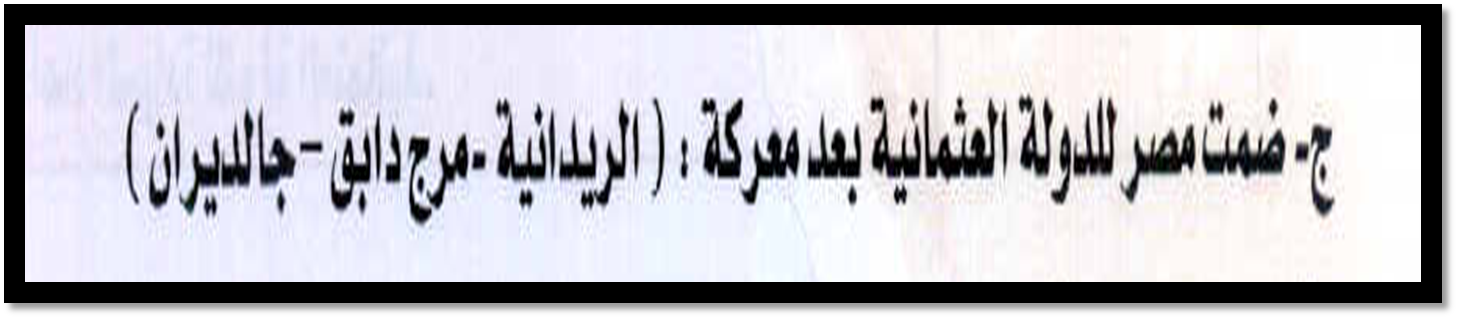 ج- ضمت مصر للدولة العثمانية بعد معركة : ( الريدانية - مرج دابق - جالديران )